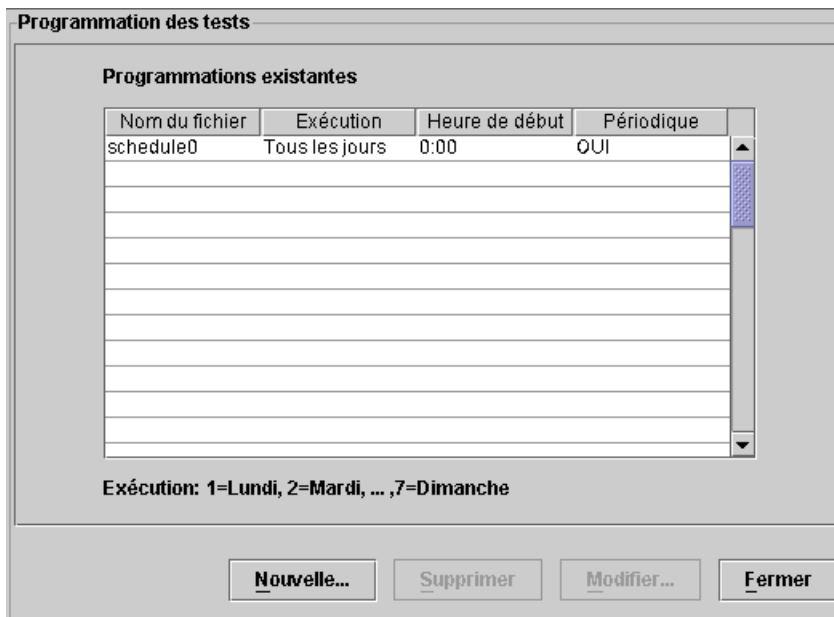 Programmation des tests
Programmations existantes
Nom du fichier Exécution Heure de début Périodique
schedule0 Tous les jours 0:00 OUI
Exécution: 1=Lundi, 2=Mardi, ... ,7=Dimanche
Nouvelle... Supprimer Modifier... Fermer